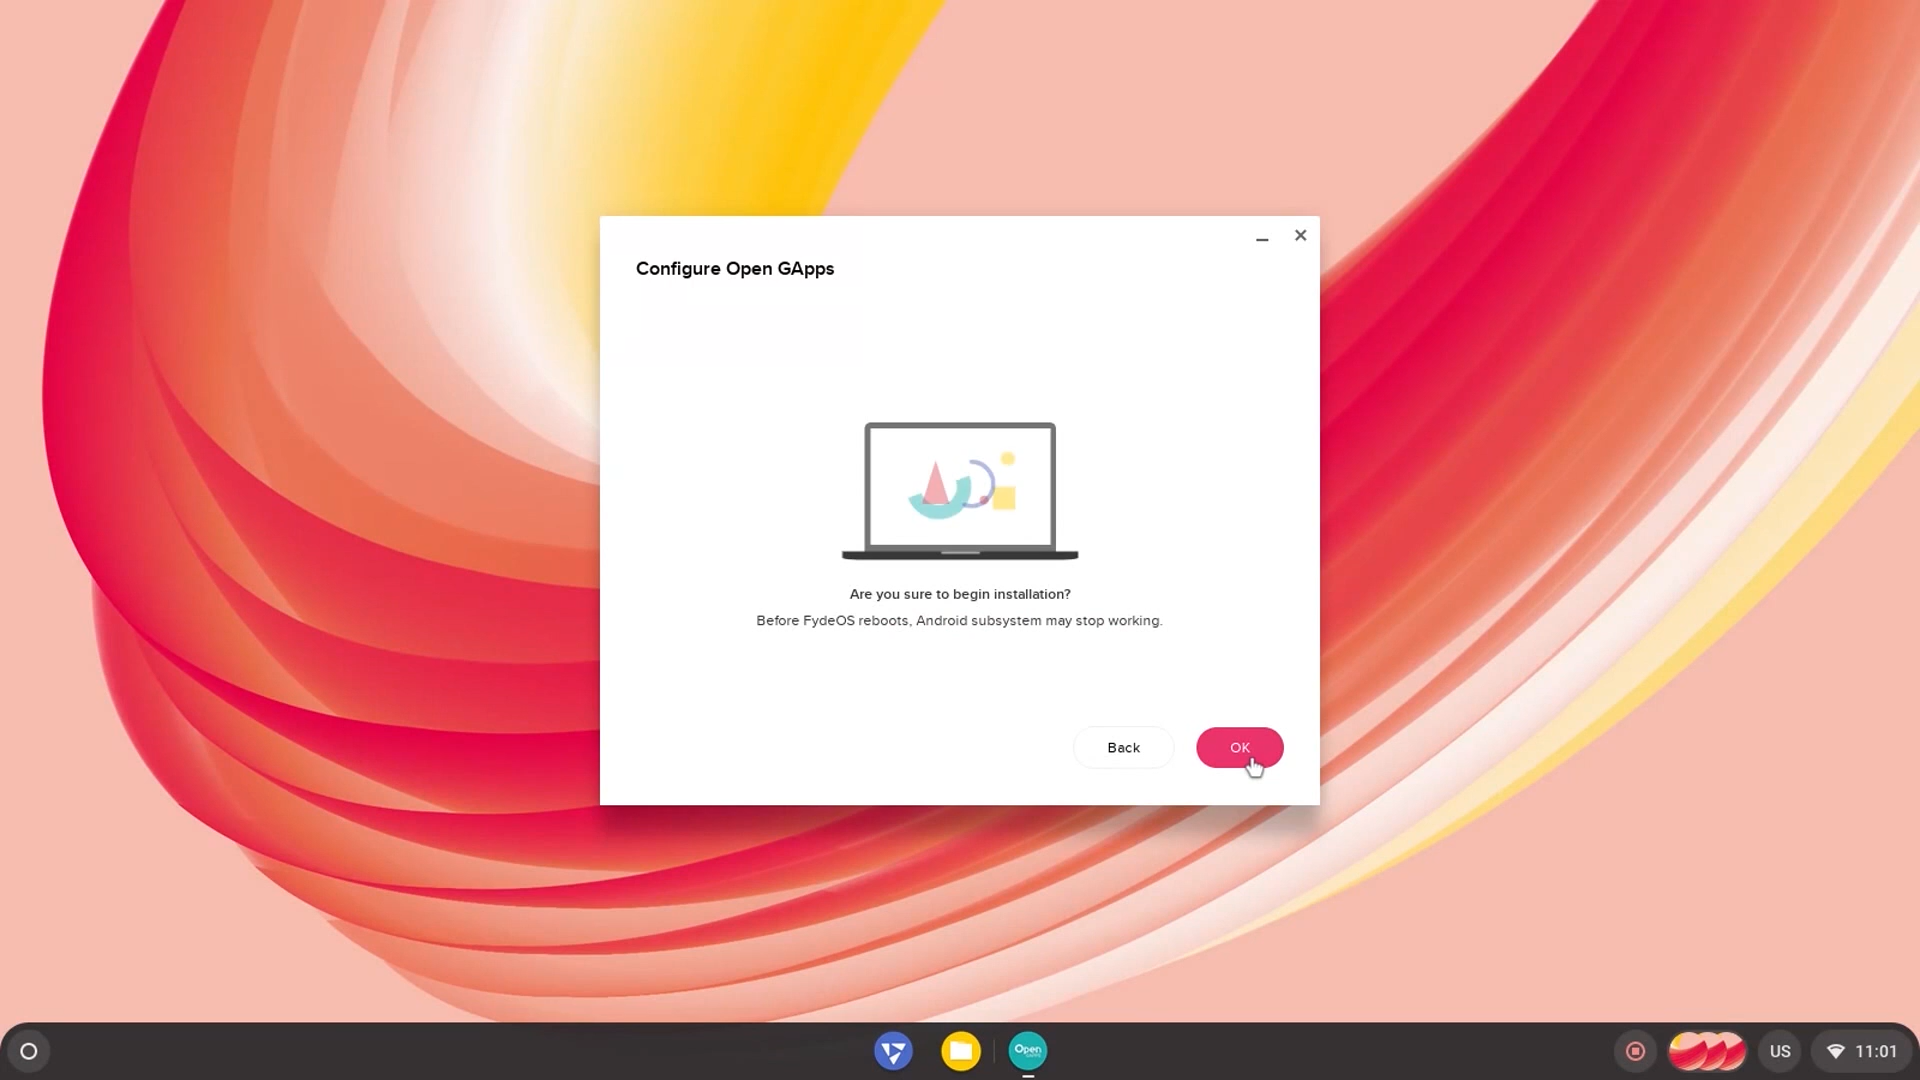 Configure Open GApps
Are you sure to begin installation?
Before FydeOS reboots, Android subsystem may stop working.
Back
OK
Open
US
11:01